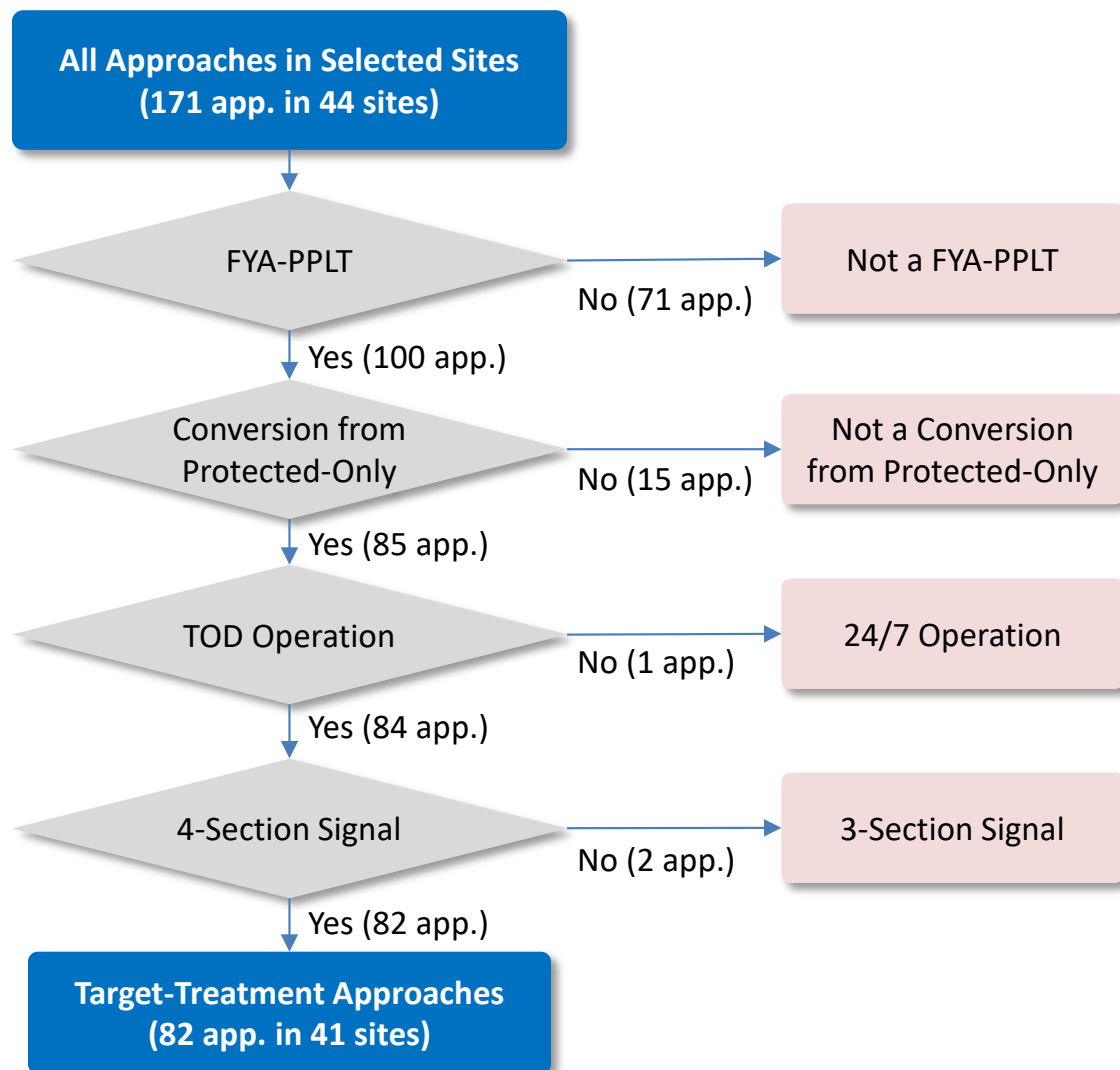 All Approaches in Selected Sites
(171 app. in 44 sites)
FYA-PPLT
No (71 app.)
Not a FYA-PPLT
Yes (100 app.)
Conversion from
Protected-Only
No (15 app.)
Not a Conversion
from Protected-Only
Yes (85 app.)
TOD Operation
No (1 app.)
24/7 Operation
Yes (84 app.)
4-Section Signal
No (2 app.)
3-Section Signal
Yes (82 app.)
Target-Treatment Approaches
(82 app. in 41 sites)